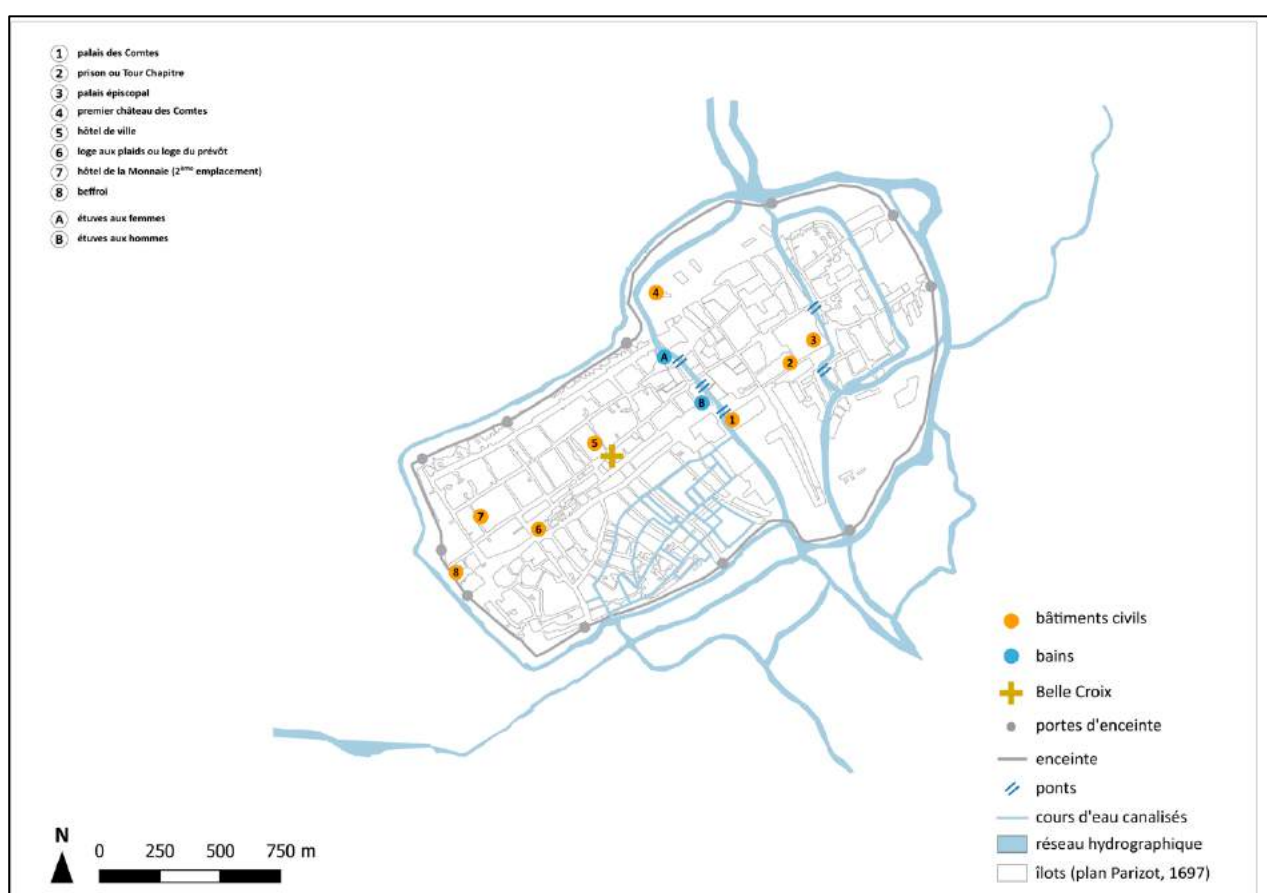 1 palais des Comtes
2 prison ou Tour Chapitre
3 palais épiscopal
4 premier château des Comtes
5 hôtel de ville
6 loge aux plaids ou loge du prévôt
7 hôtel de la Monnaie (2ème emplacement)
8 beffroi
A étuves aux femmes
B étuves aux hommes
4
3
A
2
B
1
5
7
6
8
bâtiments civils
bains
Belle Croix
portes d'enceinte
enceinte
ponts
cours d'eau canalisés
réseau hydrographique
îlots (plan Parizot, 1697)
N
0 250 500 750 m